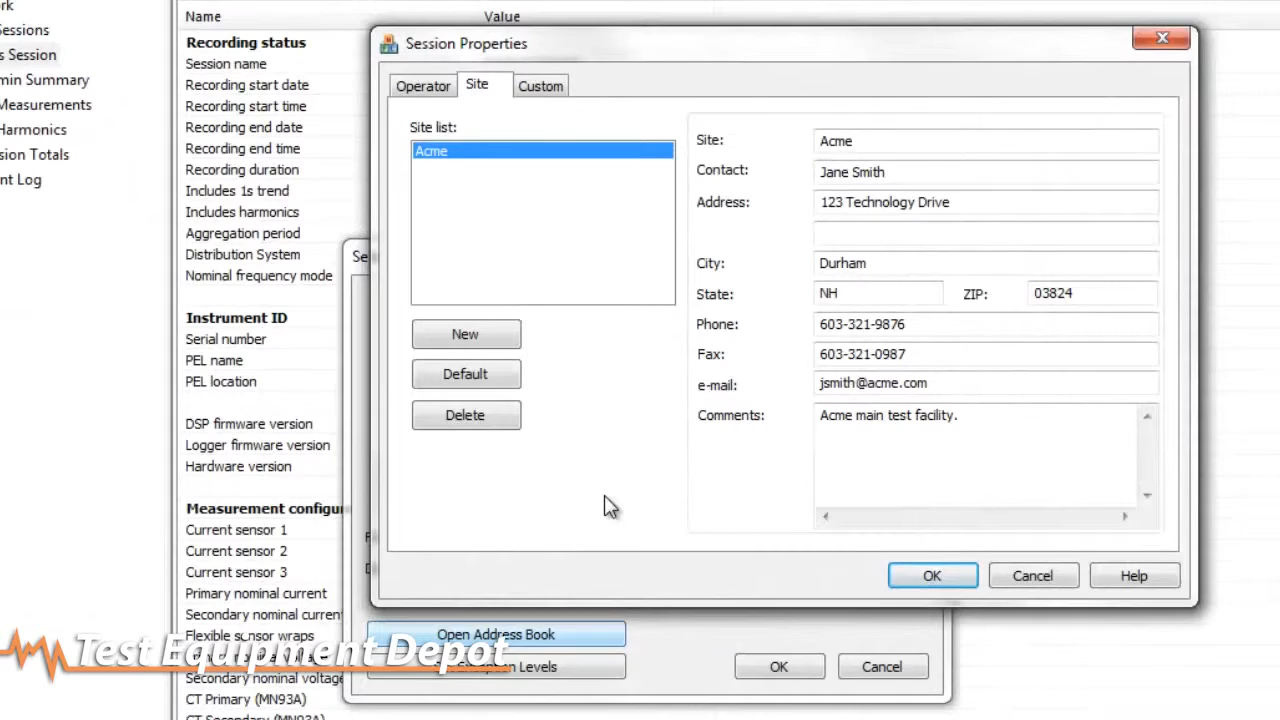 Name Value
rk
Sessions
s Session
min Summary
Measurements
Harmonics
sion Totals
nt Log
Recording status
Session name
Recording start date
Recording start time
Recording end date
Recording end time
Recording duration
Includes 1s trend
Includes harmonics
Aggregation period
Distribution System
Nominal frequency mode
Instrument ID
Serial number
PEL name
PEL location
DSP firmware version
Logger firmware version
Hardware version
Measurement configur
Current sensor 1
Current sensor 2
Current sensor 3
Primary nominal current
Secondary nominal current
Flexible sensor wraps
Secondary nominal voltage
CT Primary (MN93A)
CT Secondary (MN93A)
Session Properties
Operator Site Custom
Site list:
Acme
New
Default
Delete
Site: Acme
Contact: Jane Smith
Address: 123 Technology Drive
City: Durham
State: NH ZIP: 03824
Phone: 603-321-9876
Fax: 603-321-0987
e-mail: jsmith@acme.com
Comments: Acme main test facility.
OK Cancel Help
Se
Open Address Book
Levels
OK Cancel
Test Equipment Depot